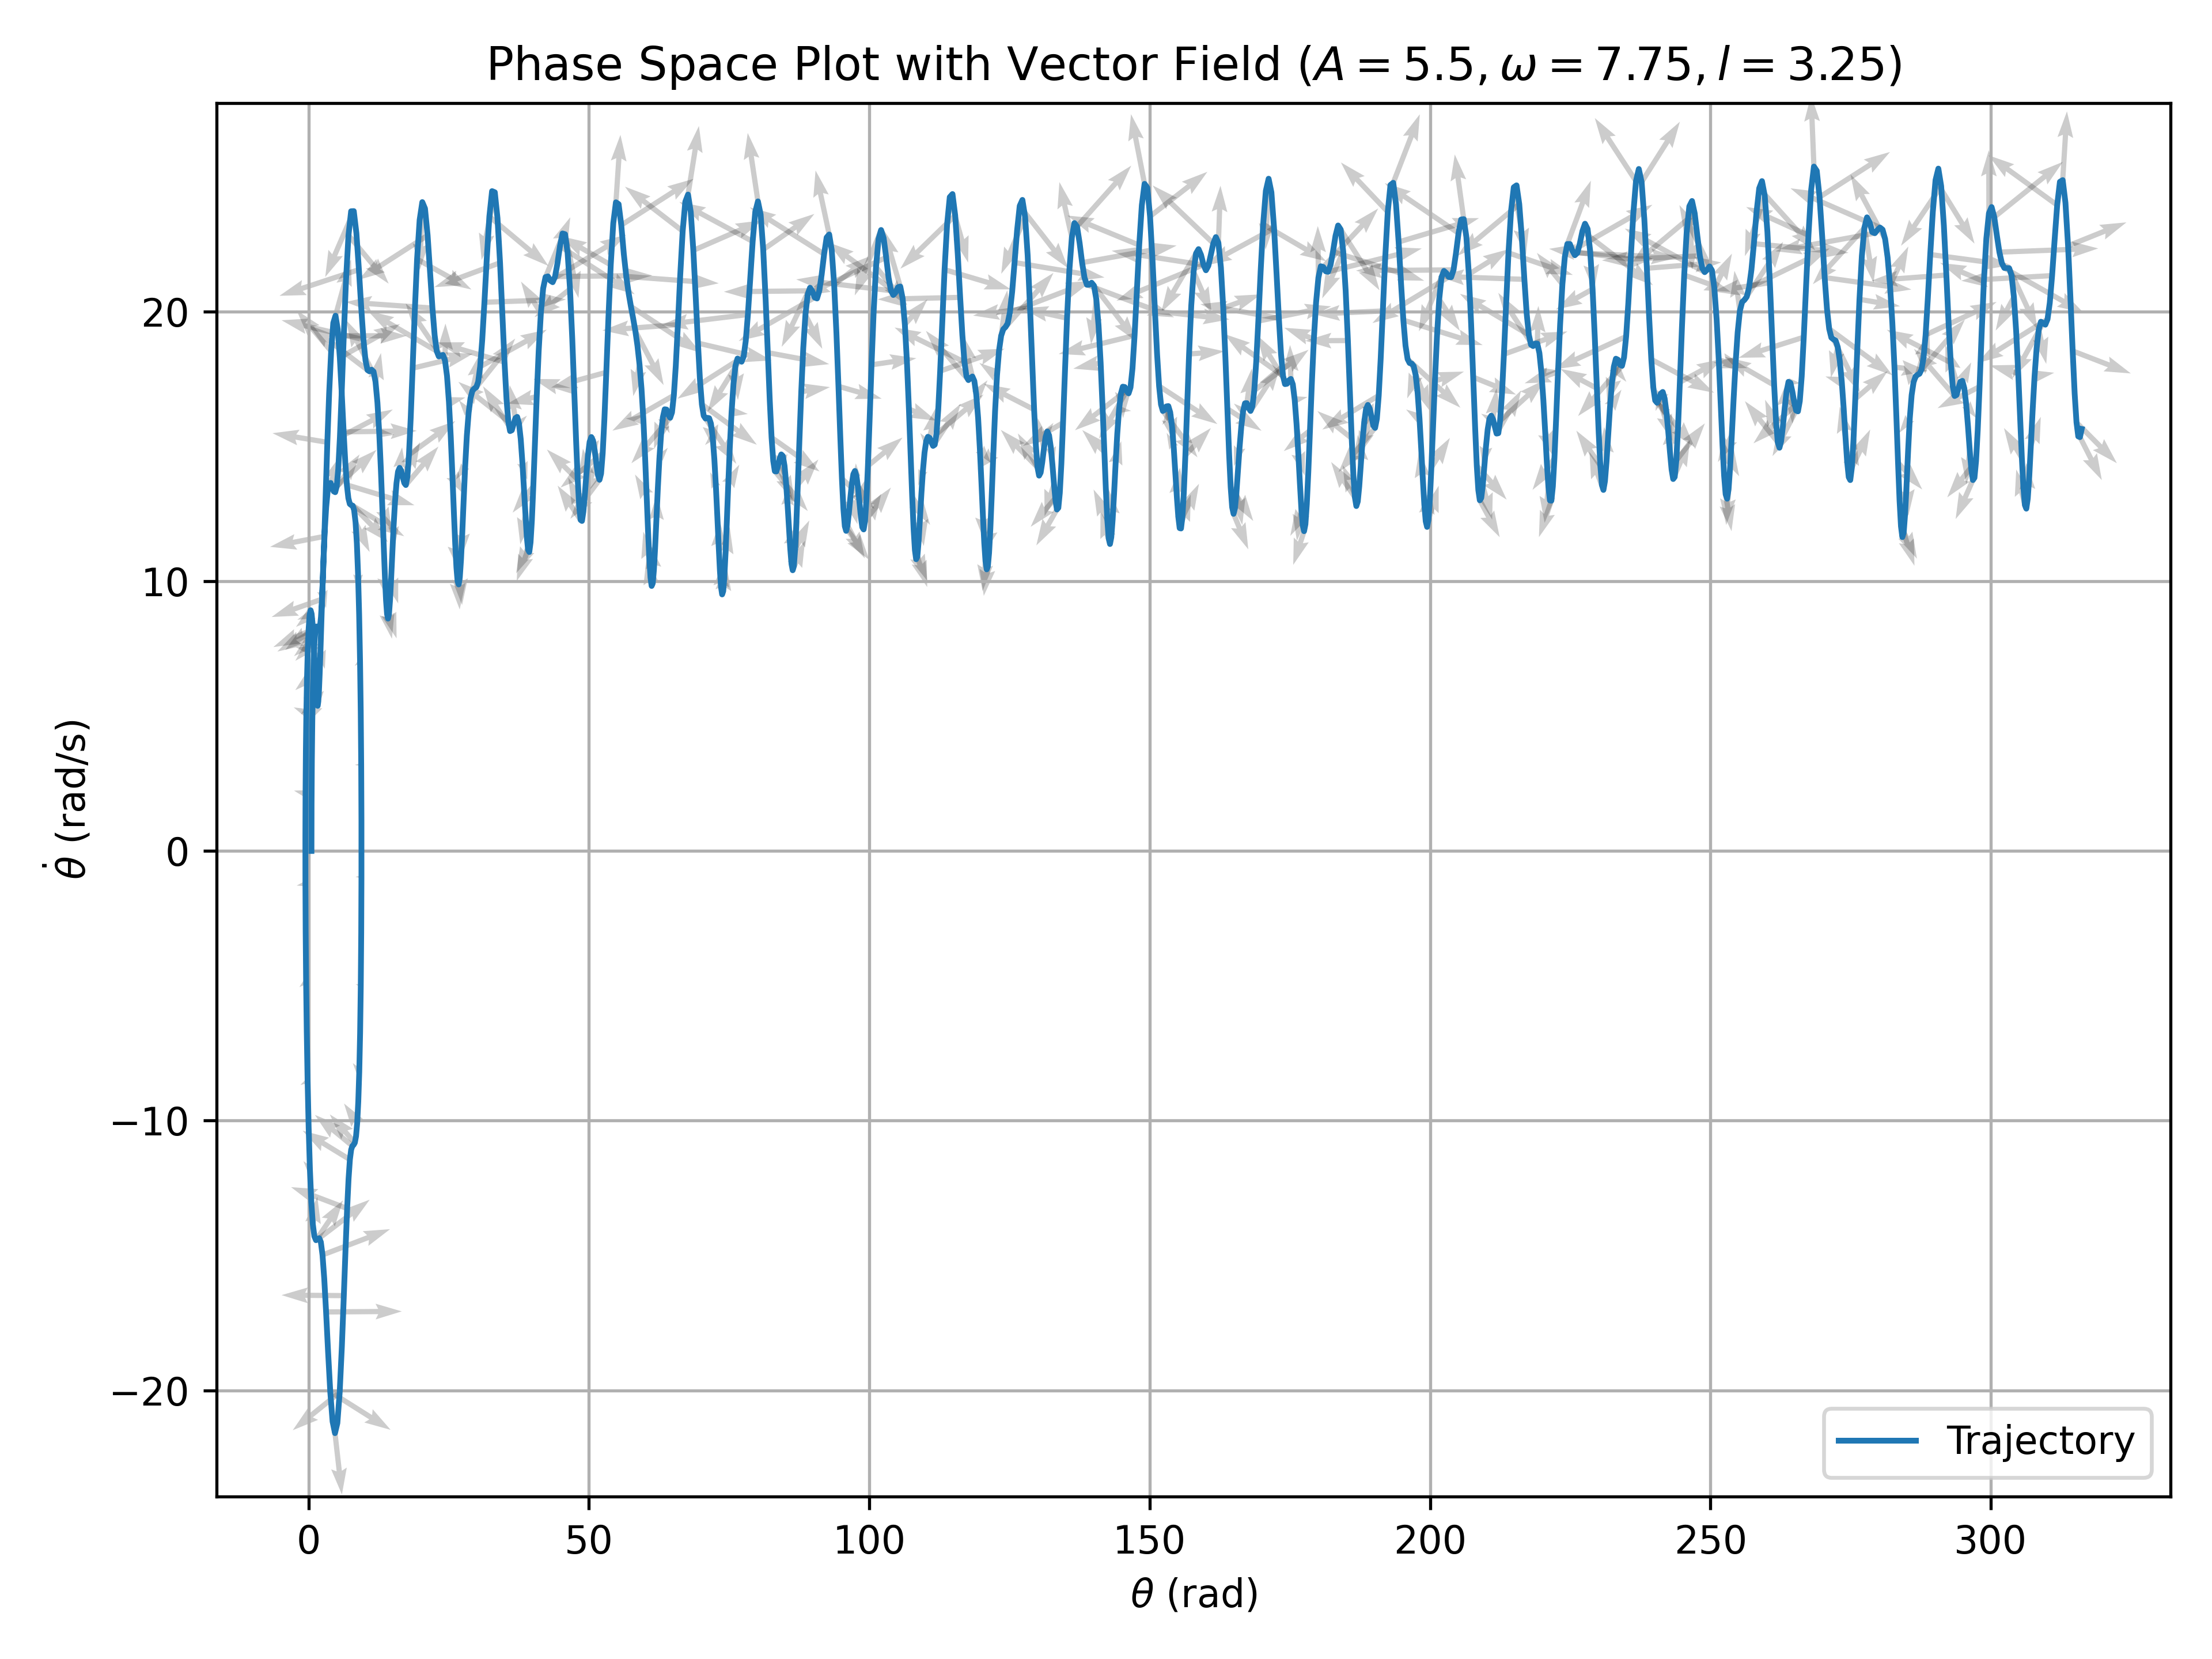 Phase Space Plot with Vector Field (A = 5.5, ω = 7.75, l = 3.25)
20
10
0
−10
−20
θ̇ (rad/s)
Trajectory
0 50 100 150 200 250 300
θ (rad)